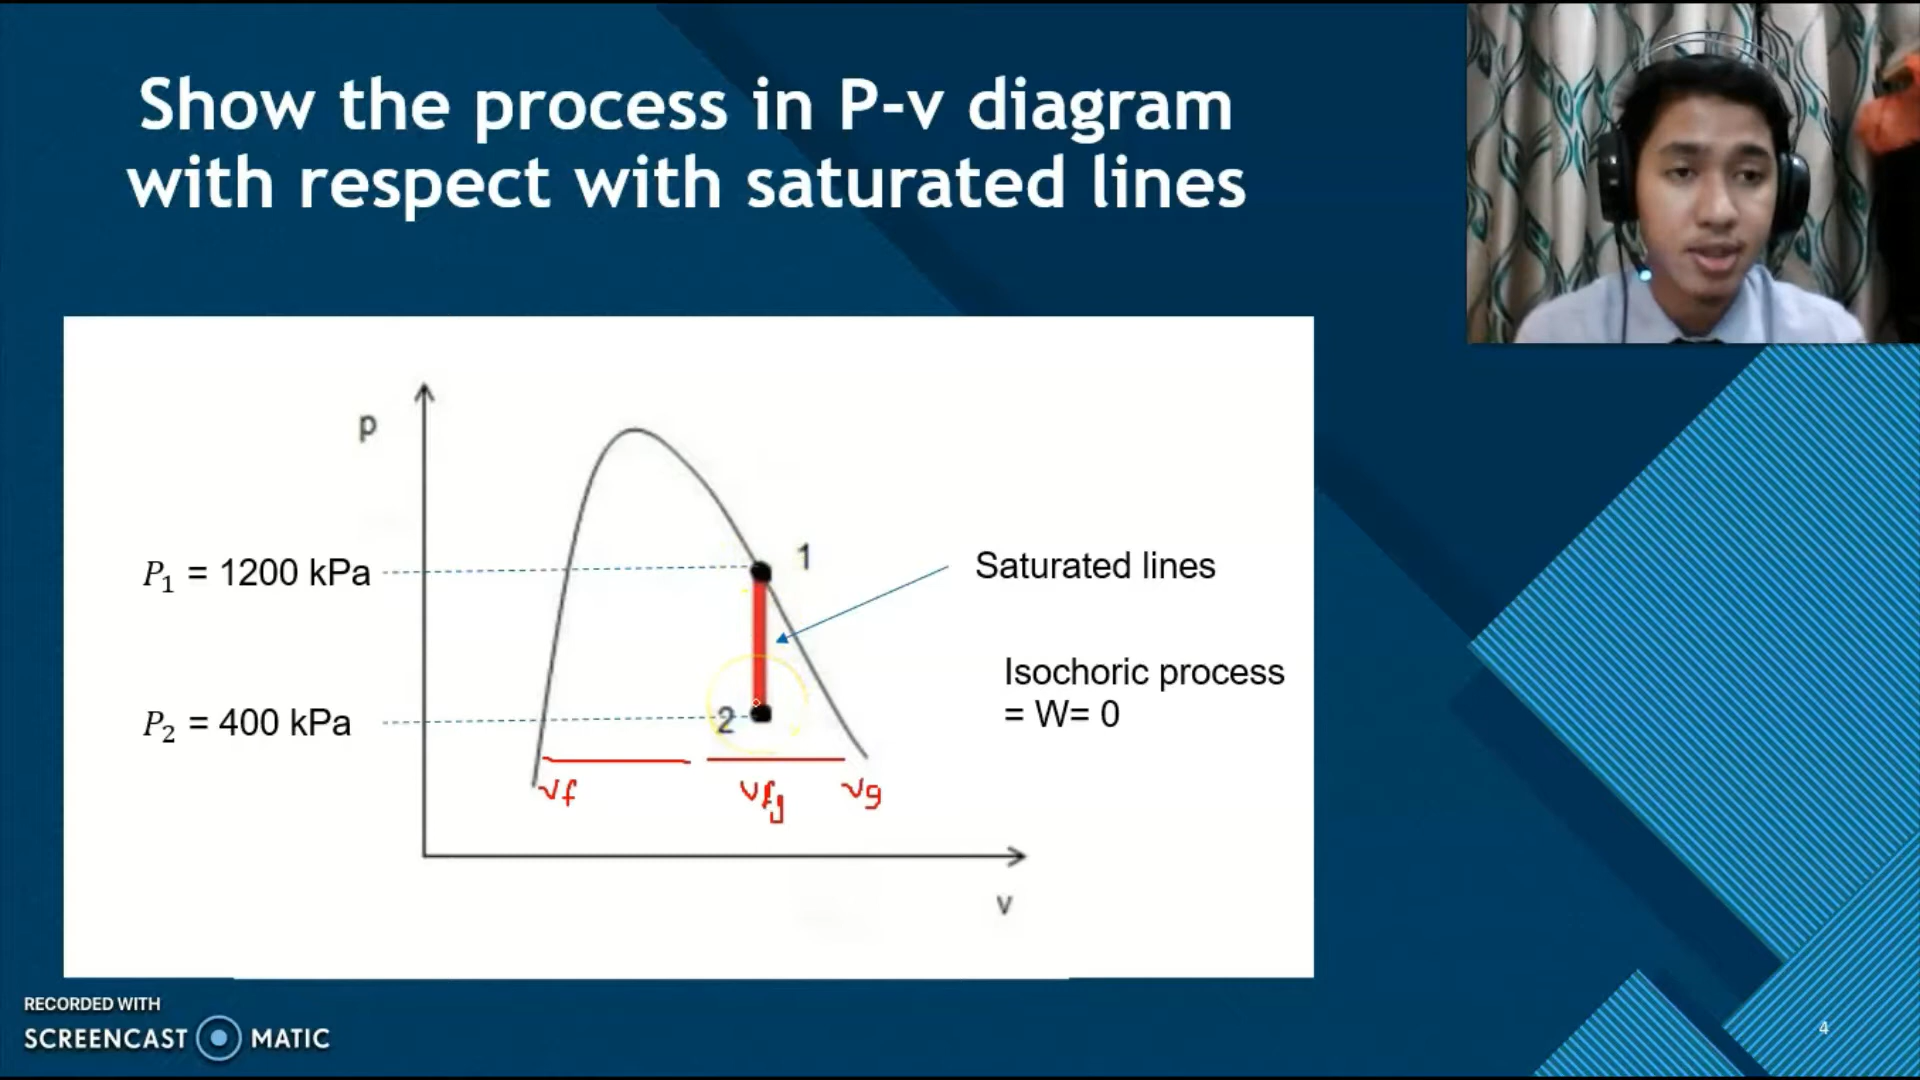 Show the process in P-v diagram
with respect with saturated lines
p
1
P₁ = 1200 kPa
Saturated lines
Isochoric process
= W= 0
P₂ = 400 kPa
2
vf
vfg
vg
v
RECORDED WITH
SCREENCAST MATIC
4